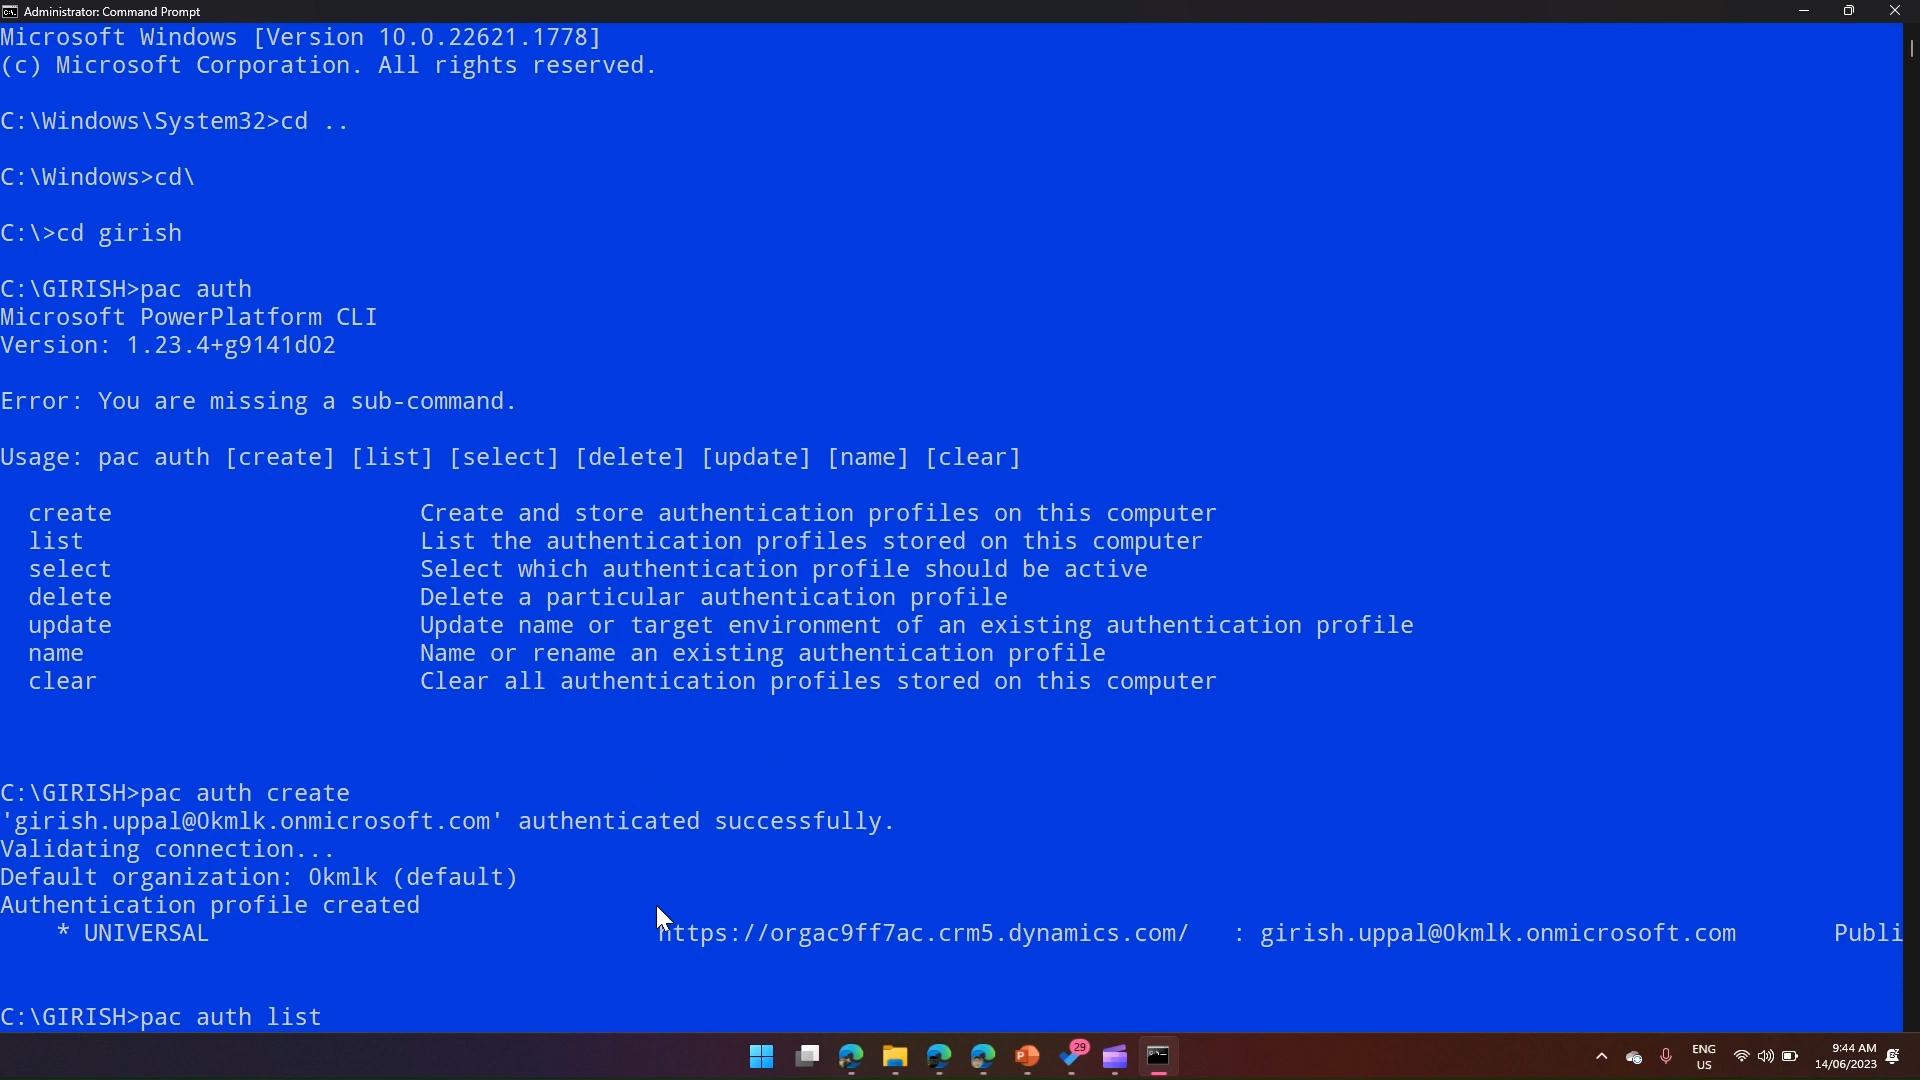 Administrator: Command Prompt
Microsoft Windows [Version 10.0.22621.1778]
(c) Microsoft Corporation. All rights reserved.
C:\Windows\System32>cd ..
C:\Windows>cd\
C:\>cd girish
C:\GIRISH>pac auth
Microsoft PowerPlatform CLI
Version: 1.23.4+g9141d02
Error: You are missing a sub-command.
Usage: pac auth [create] [list] [select] [delete] [update] [name] [clear]
create Create and store authentication profiles on this computer
list List the authentication profiles stored on this computer
select Select which authentication profile should be active
delete Delete a particular authentication profile
update Update name or target environment of an existing authentication profile
name Name or rename an existing authentication profile
clear Clear all authentication profiles stored on this computer
C:\GIRISH>pac auth create
'girish.uppal@0kmlk.onmicrosoft.com' authenticated successfully.
Validating connection...
Default organization: 0kmlk (default)
Authentication profile created
* UNIVERSAL https://orgac9ff7ac.crm5.dynamics.com/ : girish.uppal@0kmlk.onmicrosoft.com Publi
C:\GIRISH>pac auth list
29
ENG
US
9:44 AM
14/06/2023